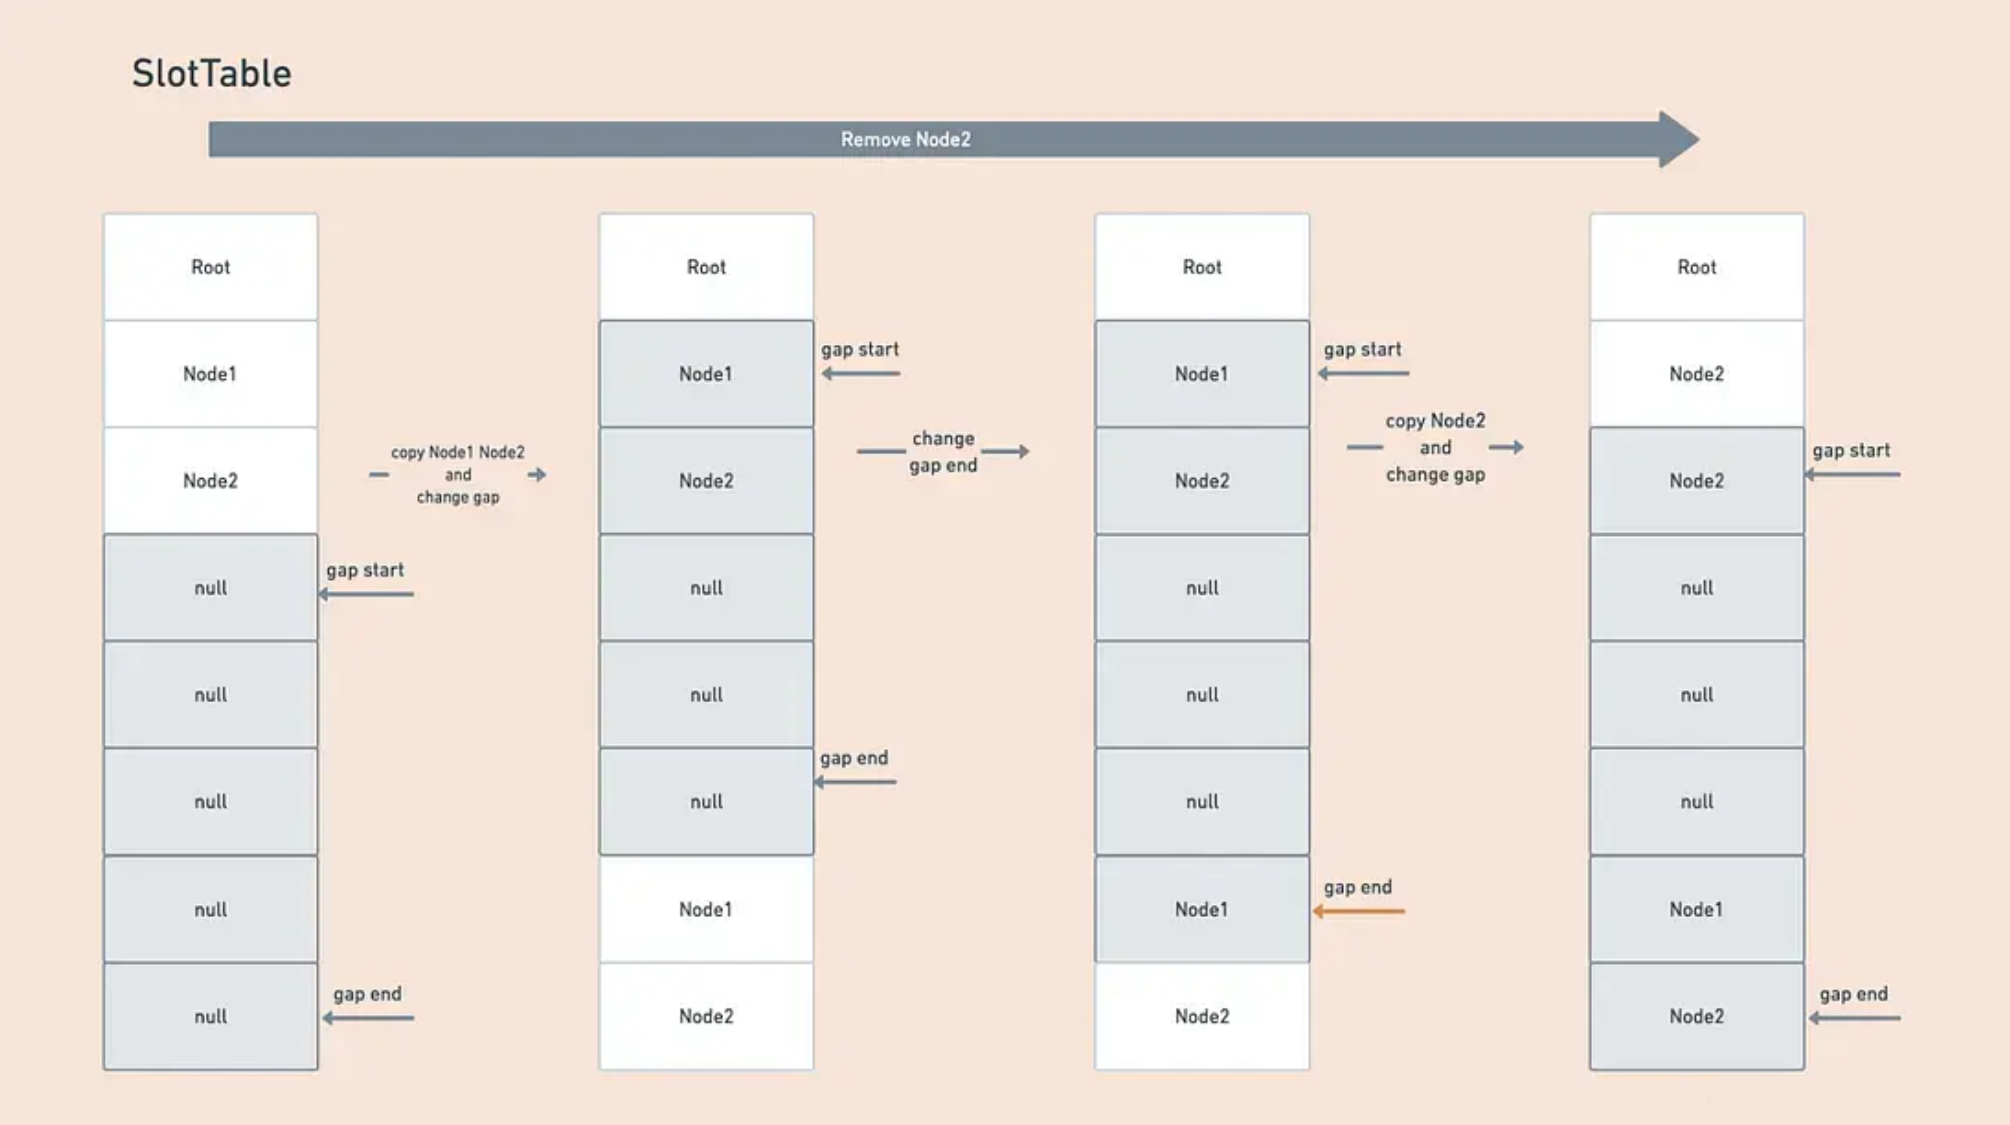 SlotTable
Remove Node2
Root
Node1
Node2
null
null
null
null
null
gap start
gap end
copy Node1 Node2
and
change gap
Root
Node1
Node2
null
null
null
Node1
Node2
gap start
gap end
change
gap end
Root
Node1
Node2
null
null
null
Node1
Node2
gap start
gap end
copy Node2
and
change gap
Root
Node2
Node2
null
null
null
Node1
Node2
gap start
gap end